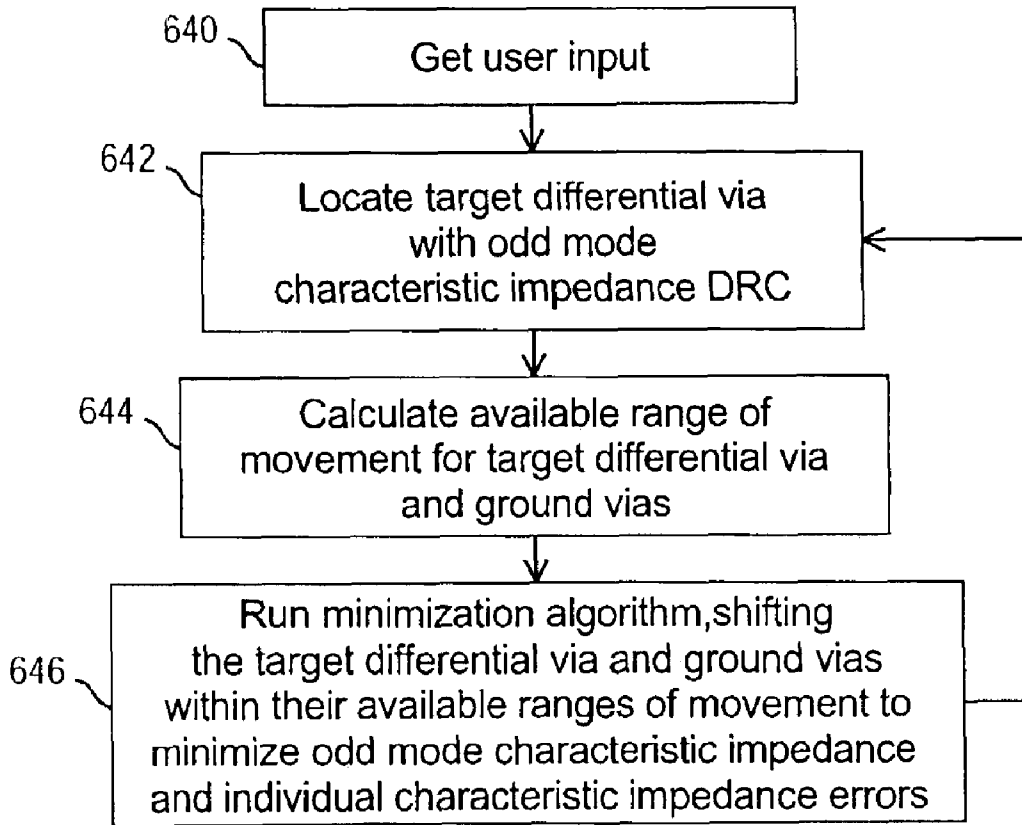 640
Get user input
642
Locate target differential via
with odd mode
characteristic impedance DRC
644
Calculate available range of
movement for target differential via
and ground vias
646
Run minimization algorithm,shifting
the target differential via and ground vias
within their available ranges of movement to
minimize odd mode characteristic impedance
and individual characteristic impedance errors